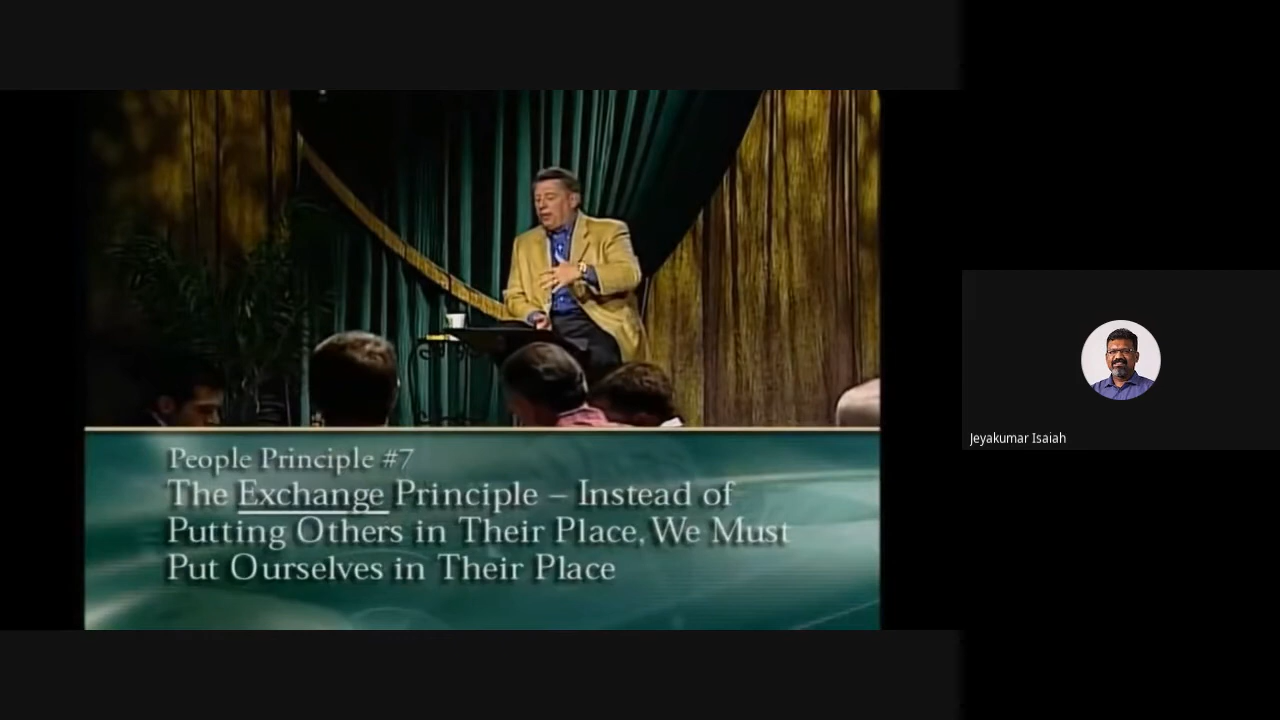 People Principle #7
The Exchange Principle – Instead of
Putting Others in Their Place, We Must
Put Ourselves in Their Place
Jeyakumar Isaiah